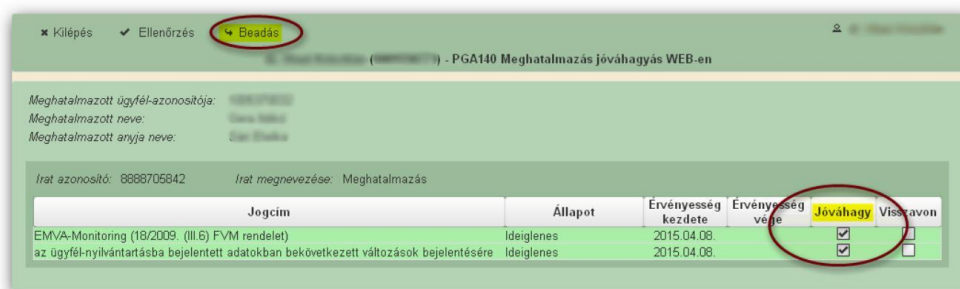 Kilépés Ellenőrzés Beadás
( ) - PGA140 Meghatalmazás jóváhagyás WEB-en
Meghatalmazott ügyfél-azonosítója:
Meghatalmazott neve:
Meghatalmazott anyja neve:
Irat azonosító: 8888705842 Irat megnevezése: Meghatalmazás
Jogcím Állapot Érvényesség kezdete Érvényesség vége Jóváhagy Visszavon
EMVA-Monitoring (18/2009. (III.6) FVM rendelet) Ideiglenes 2015.04.08.
az ügyfél-nyilvántartásba bejelentett adatokban bekövetkezett változások bejelentésére Ideiglenes 2015.04.08.